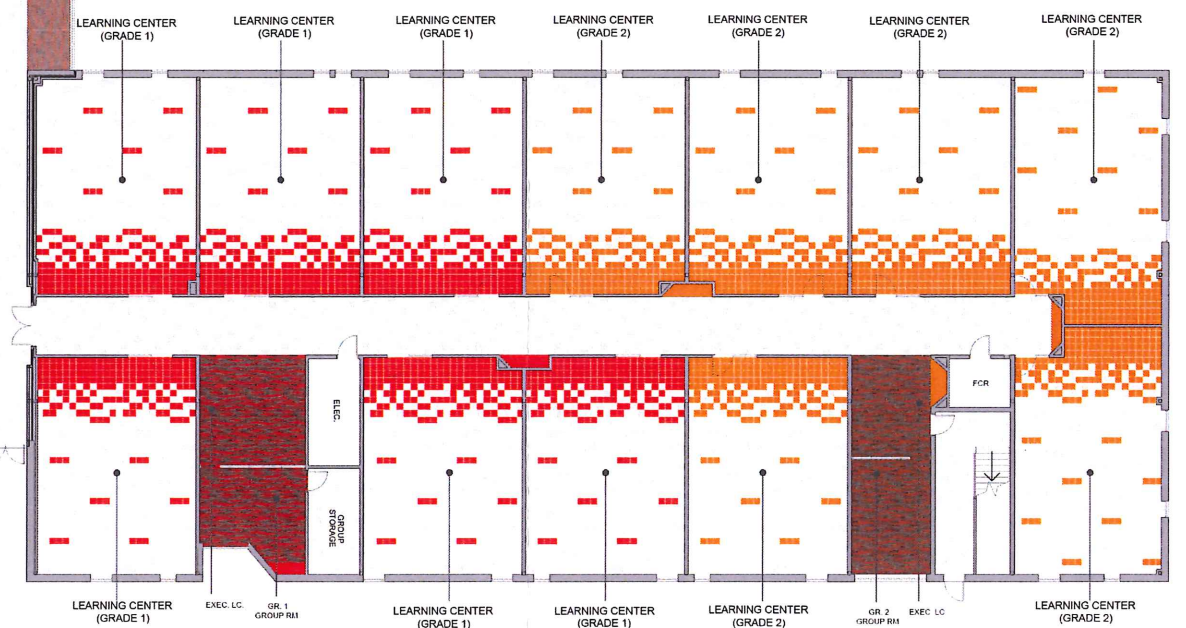 LEARNING CENTER
(GRADE 1)
LEARNING CENTER
(GRADE 1)
LEARNING CENTER
(GRADE 1)
LEARNING CENTER
(GRADE 2)
LEARNING CENTER
(GRADE 2)
LEARNING CENTER
(GRADE 2)
LEARNING CENTER
(GRADE 2)
ELEC.
GROUP
STORAGE
FCR
LEARNING CENTER
(GRADE 1)
EXEC. LC.
GR. 1
GROUP RM
LEARNING CENTER
(GRADE 1)
LEARNING CENTER
(GRADE 1)
LEARNING CENTER
(GRADE 2)
GR. 2
GROUP RM
EXEC LC
LEARNING CENTER
(GRADE 2)